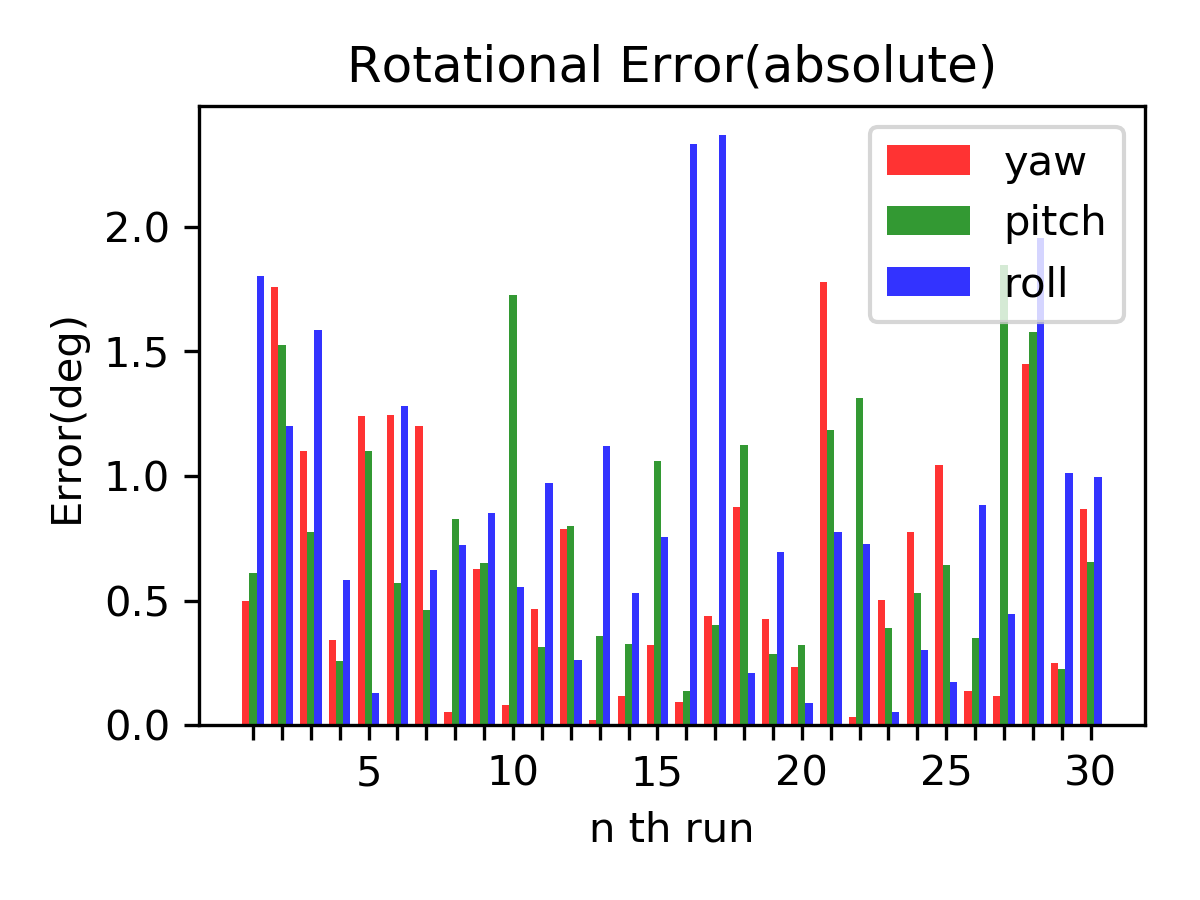 Rotational Error(absolute)
yaw
pitch
roll
Error(deg)
2.0
1.5
1.0
0.5
0.0
5 10 15 20 25 30
n th run